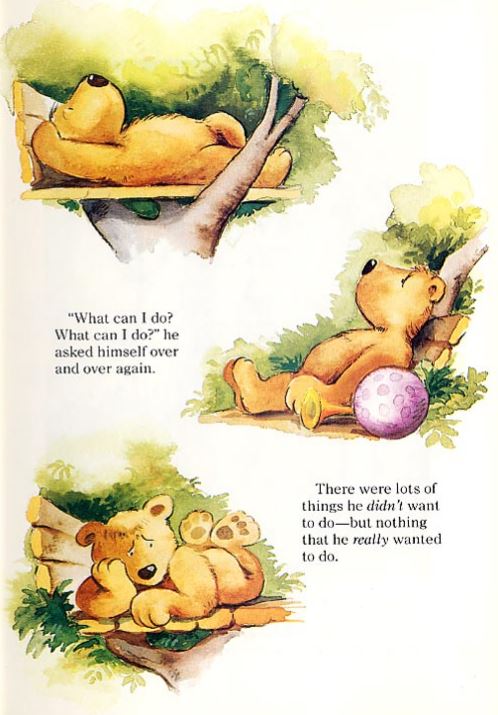 "What can I do?
What can I do?" he
asked himself over
and over again.
There were lots of
things he didn't want
to do—but nothing
that he really wanted
to do.